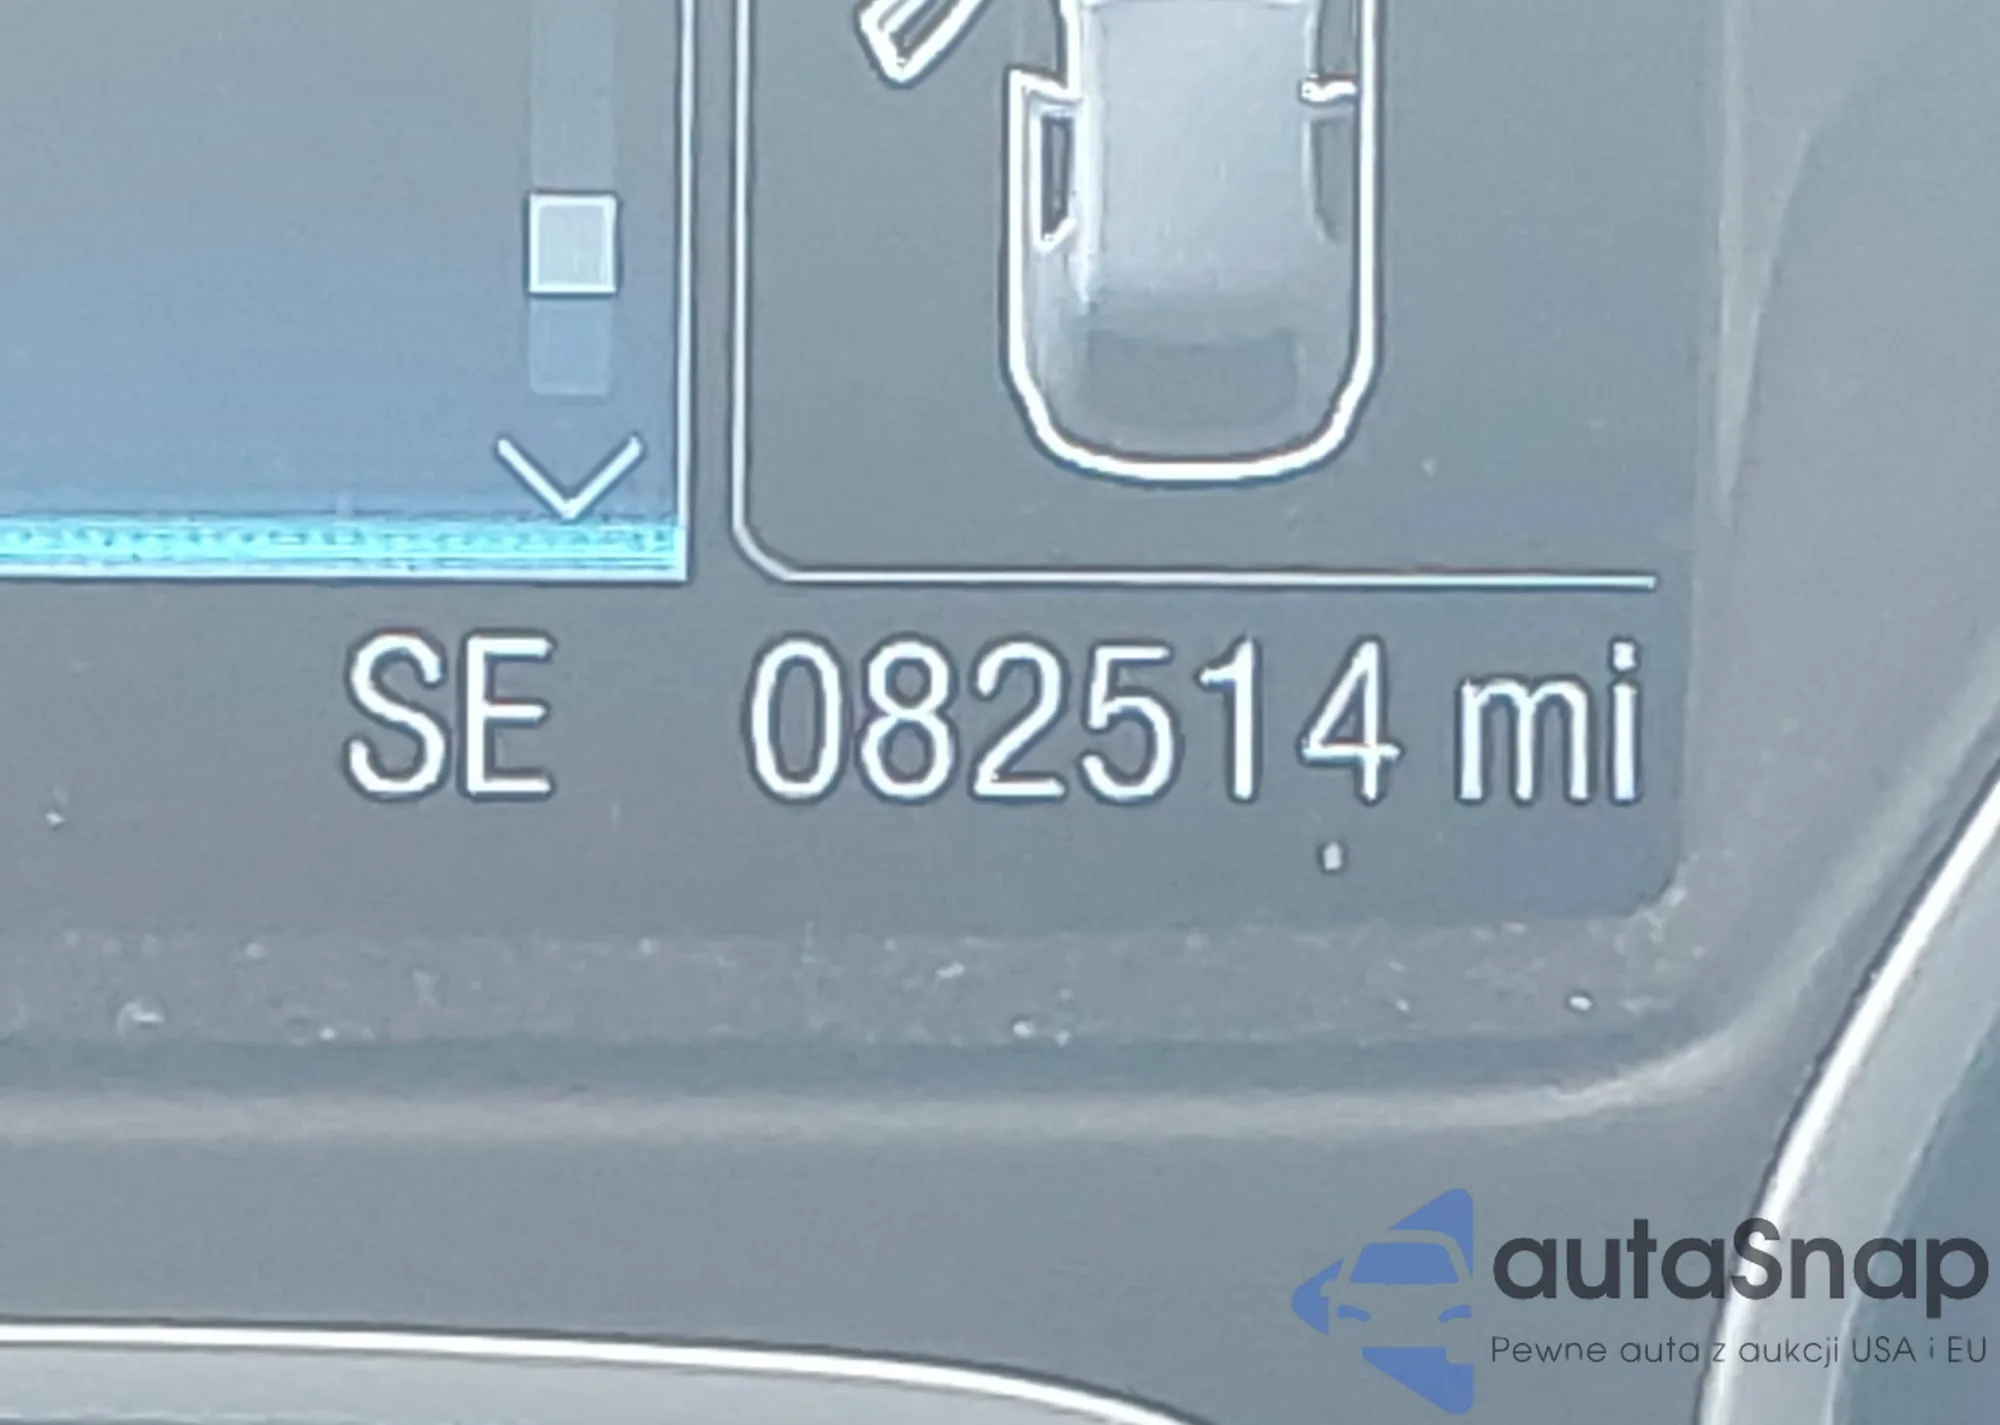 SE 082514 mi
autaSnap
Pewne auta z aukcji USA i EU